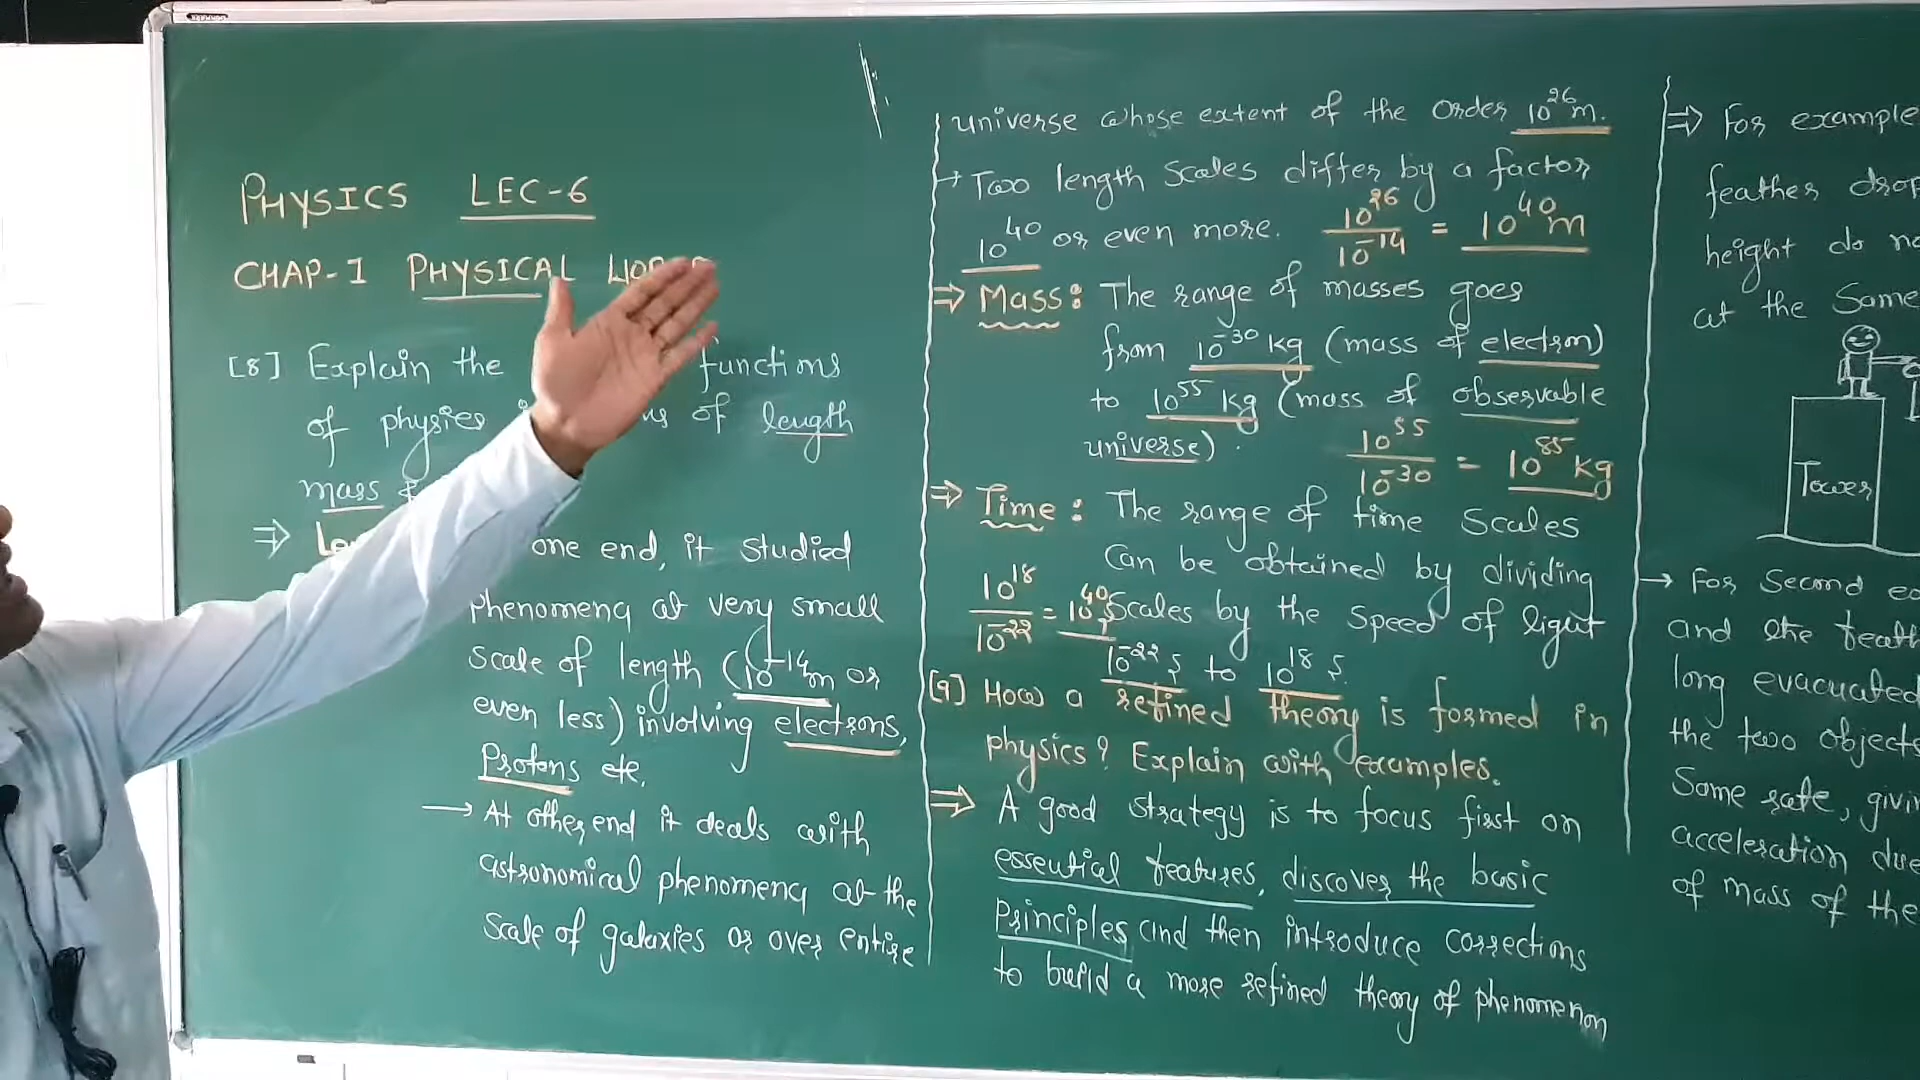 PHYSICS LEC-6
CHAP-1 PHYSICAL
[8] Explain the functions
of physics of length
mass
⇒ one end, it studied
phenomena at very small
scale of length (10⁻¹⁴m or
even less) involving electrons,
Protons etc.
→ At other end it deals with
astronomical phenomena at the
scale of galaxies or over entire
universe whose extent of the order 10²⁶m.
→ Two length scales differ by a factor
10⁴⁰ or even more. 10²⁶/10⁻¹⁴ = 10⁴⁰m
⇒ Mass: The range of masses goes
from 10⁻³⁰ kg (mass of electron)
to 10⁵⁵ kg (mass of observable
universe). 10⁵⁵/10⁻³⁰ = 10⁸⁵ kg
⇒ Time: The range of time scales
can be obtained by dividing
10¹⁸/10⁻²² = 10⁴⁰ scales by the speed of light
10⁻²² s to 10¹⁸ s.
[9] How a refined theory is formed in
physics? Explain with examples.
⇒ A good strategy is to focus first on
essential features, discover the basic
principles and then introduce corrections
to build a more refined theory of phenomenon
⇒ For example
feather
height do
at the same
Tower
→ For second
and the
long evacuated
the two objects
same rate,
acceleration due
of mass of the